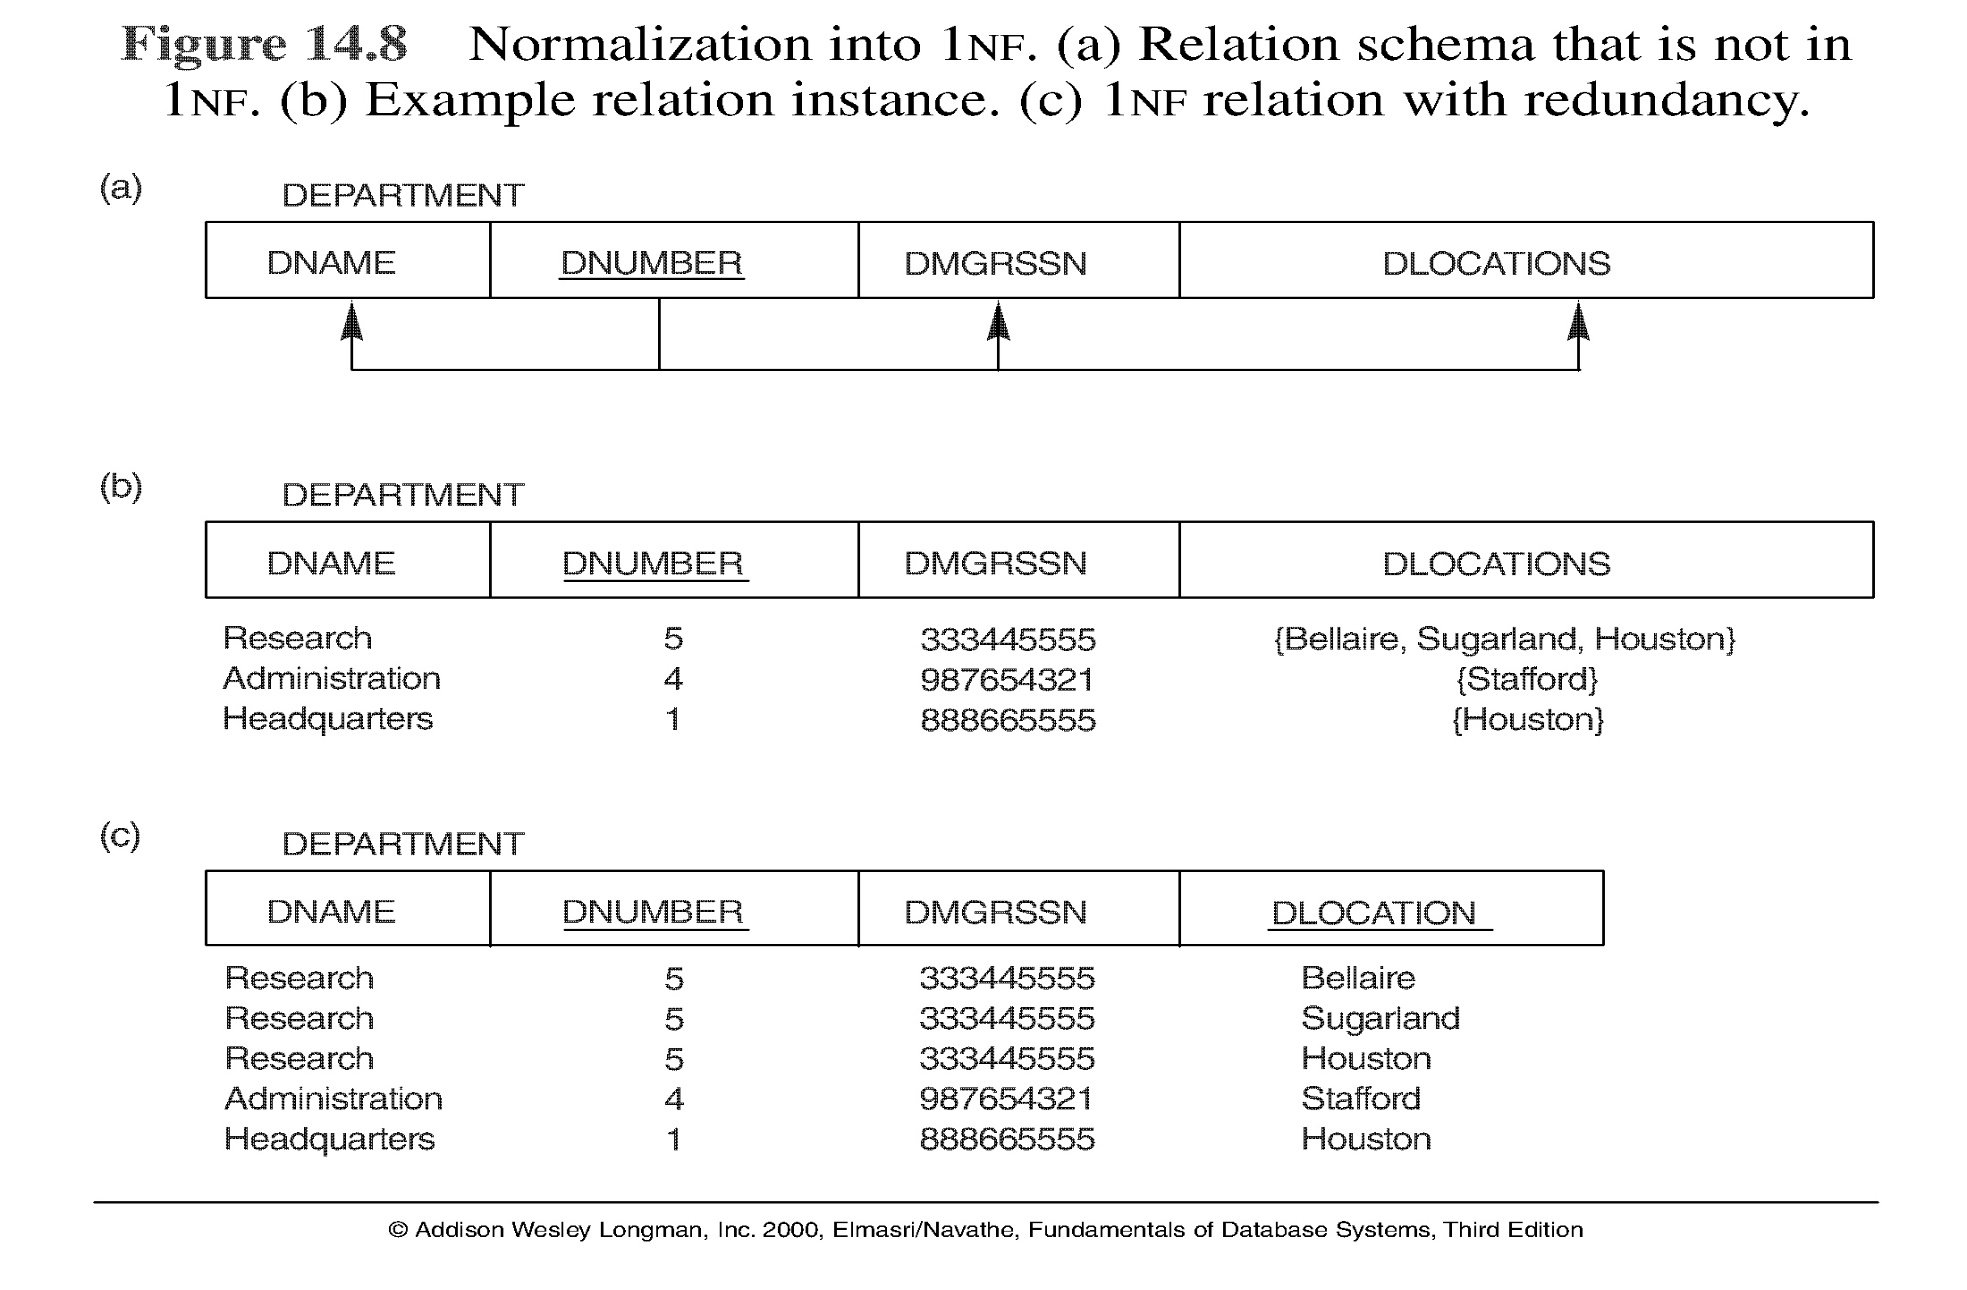 Figure 14.8 Normalization into 1NF. (a) Relation schema that is not in
1NF. (b) Example relation instance. (c) 1NF relation with redundancy.
(a) DEPARTMENT
DNAME DNUMBER DMGRSSN DLOCATIONS
(b) DEPARTMENT
DNAME DNUMBER DMGRSSN DLOCATIONS
Research 5 333445555 {Bellaire, Sugarland, Houston}
Administration 4 987654321 {Stafford}
Headquarters 1 888665555 {Houston}
(c) DEPARTMENT
DNAME DNUMBER DMGRSSN DLOCATION
Research 5 333445555 Bellaire
Research 5 333445555 Sugarland
Research 5 333445555 Houston
Administration 4 987654321 Stafford
Headquarters 1 888665555 Houston
© Addison Wesley Longman, Inc. 2000, Elmasri/Navathe, Fundamentals of Database Systems, Third Edition